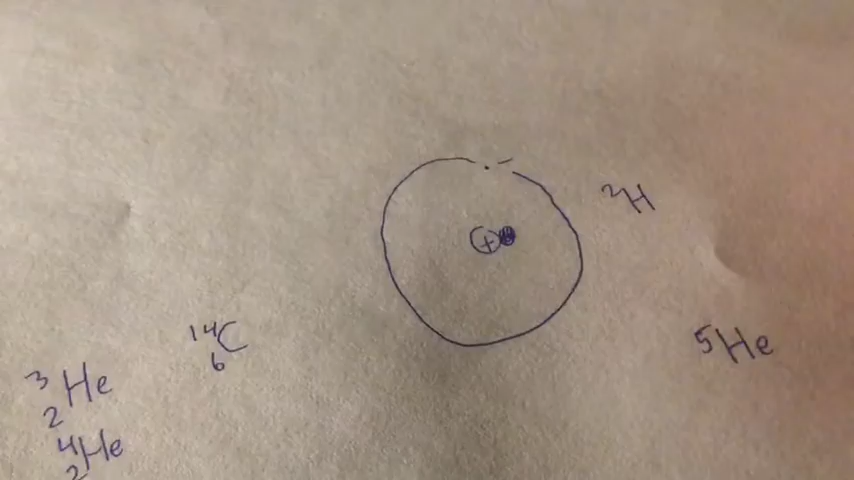 ²H
+
⁵He
¹⁴₆C
³₂He
⁴₂He